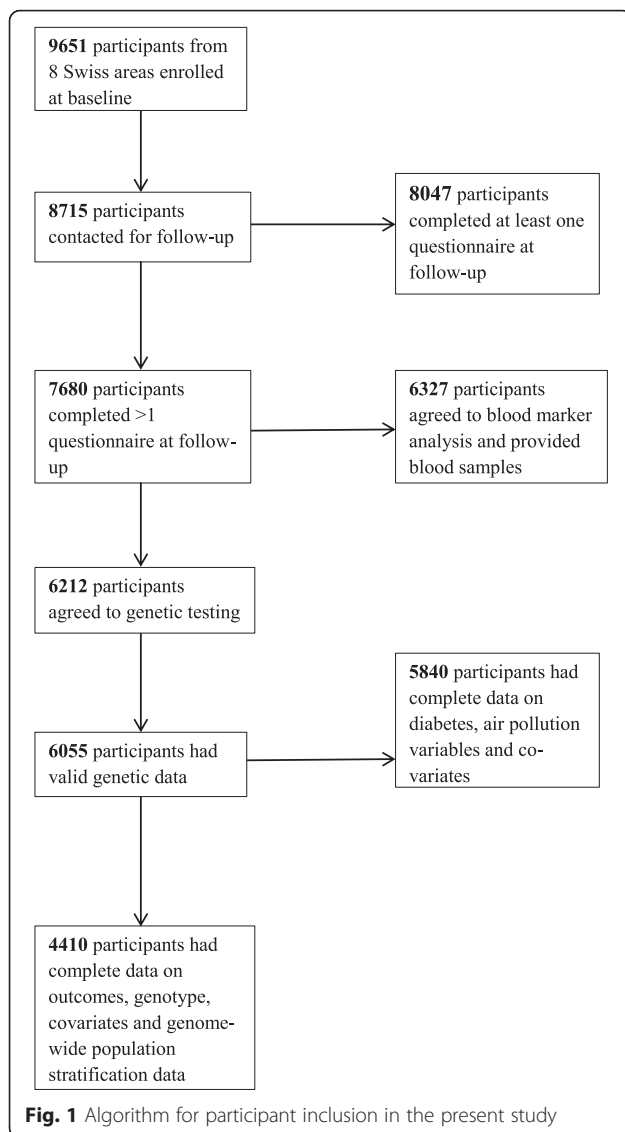 9651 participants from
8 Swiss areas enrolled
at baseline
8715 participants
contacted for follow-up
8047 participants
completed at least one
questionnaire at
follow-up
7680 participants
completed >1
questionnaire at follow-
up
6327 participants
agreed to blood marker
analysis and provided
blood samples
6212 participants
agreed to genetic testing
6055 participants had
valid genetic data
5840 participants had
complete data on
diabetes, air pollution
variables and co-
variates
4410 participants had
complete data on
outcomes, genotype,
covariates and genome-
wide population
stratification data
Fig. 1 Algorithm for participant inclusion in the present study